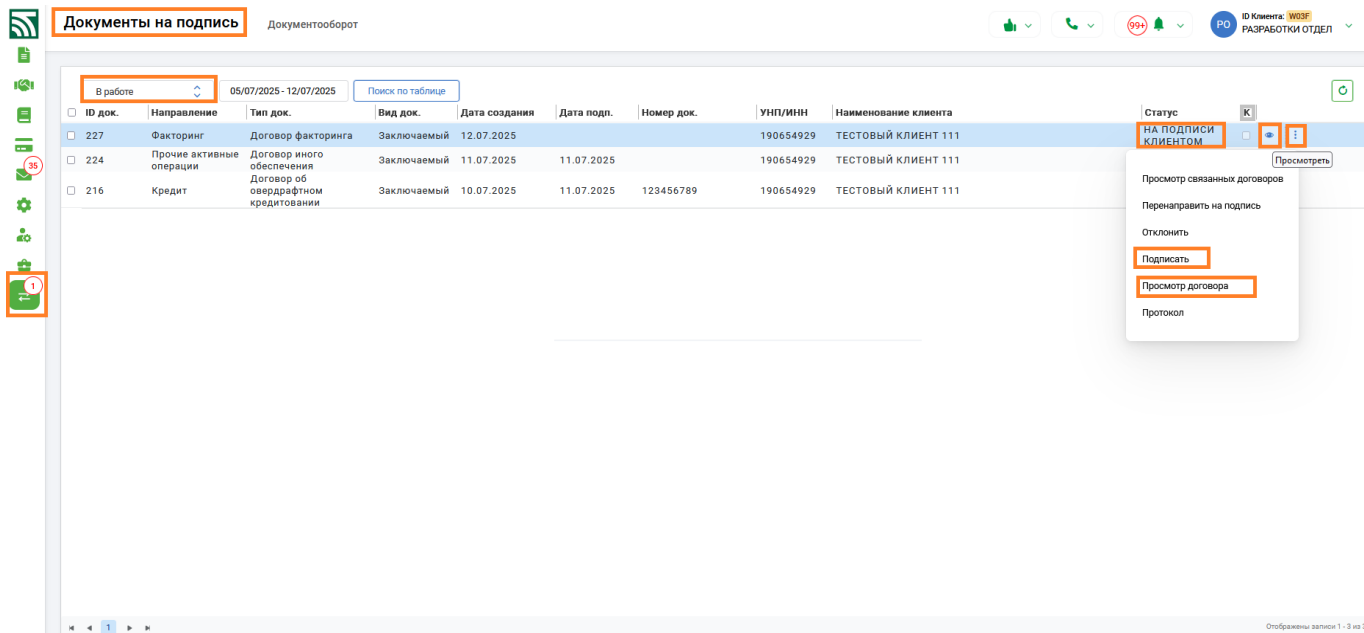 Документы на подпись
Документооборот
99+
РО
ID Клиента: W03F
РАЗРАБОТКИ ОТДЕЛ
35
1
В работе
05/07/2025 - 12/07/2025
Поиск по таблице
ID док. Направление Тип док. Вид док. Дата создания Дата подп. Номер док. УНП/ИНН Наименование клиента Статус К
227 Факторинг Договор факторинга Заключаемый 12.07.2025 190654929 ТЕСТОВЫЙ КЛИЕНТ 111 НА ПОДПИСИ
КЛИЕНТОМ
Просмотреть
224 Прочие активные Договор иного Заключаемый 11.07.2025 11.07.2025 190654929 ТЕСТОВЫЙ КЛИЕНТ 111
операции обеспечения
Договор об
216 Кредит овердрафтном Заключаемый 10.07.2025 11.07.2025 123456789 190654929 ТЕСТОВЫЙ КЛИЕНТ 111
кредитовании
Просмотр связанных договоров
Перенаправить на подпись
Отклонить
Подписать
Просмотр договора
Протокол
1
Отображены записи 1 - 3 из